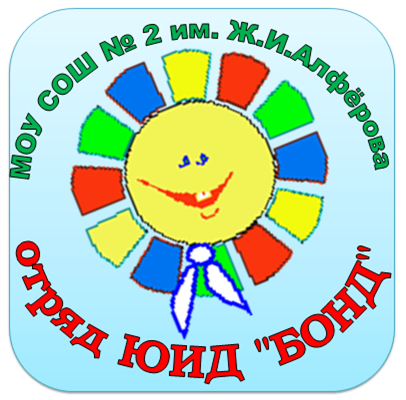 МОУ СОШ № 2 им. Ж.И.Алфёрова
отряд ЮИД "БОНД"